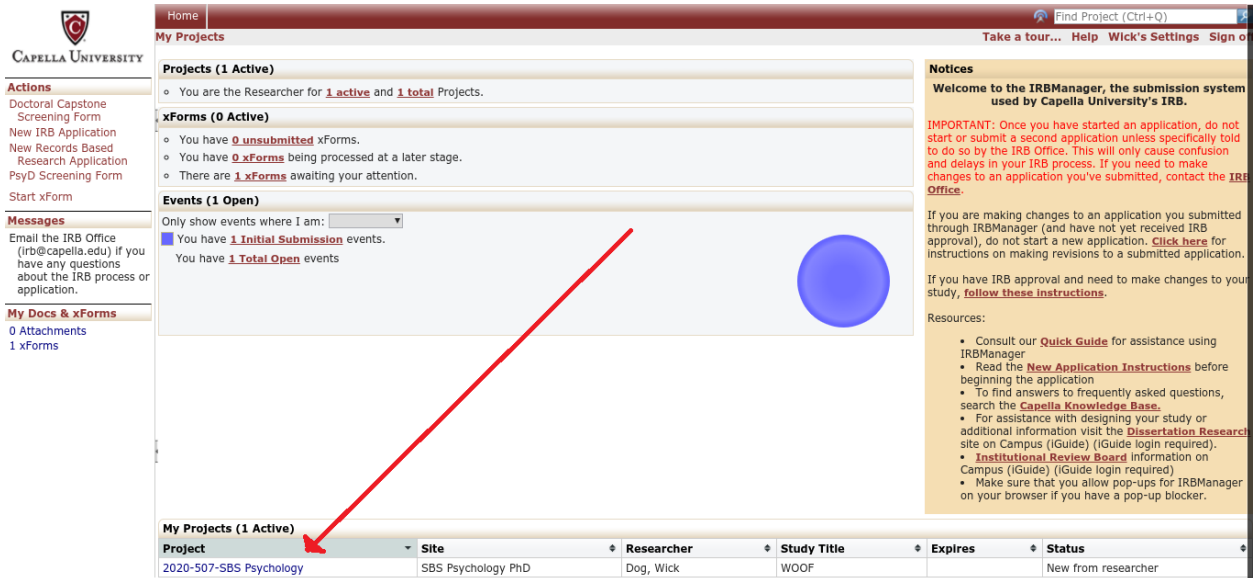 CAPELLA UNIVERSITY
Actions
Doctoral Capstone
Screening Form
New IRB Application
New Records Based
Research Application
PsyD Screening Form
Start xForm
Messages
Email the IRB Office
(irb@capella.edu) if you
have any questions
about the IRB process or
application.
My Docs & xForms
0 Attachments
1 xForms
Home
Find Project (Ctrl+Q)
My Projects
Take a tour... Help Wick's Settings Sign of
Projects (1 Active)
You are the Researcher for 1 active and 1 total Projects.
xForms (0 Active)
You have 0 unsubmitted xForms.
You have 0 xForms being processed at a later stage.
There are 1 xForms awaiting your attention.
Events (1 Open)
Only show events where I am:
You have 1 Initial Submission events.
You have 1 Total Open events
Notices
Welcome to the IRBManager, the submission system
used by Capella University's IRB.
IMPORTANT: Once you have started an application, do not
start or submit a second application unless specifically told
to do so by the IRB Office. This will only cause confusion
and delays in your IRB process. If you need to make
changes to an application you've submitted, contact the IRB
Office.
If you are making changes to an application you submitted
through IRBManager (and have not yet received IRB
approval), do not start a new application. Click here for
instructions on making revisions to a submitted application.
If you have IRB approval and need to make changes to your
study, follow these instructions.
Resources:
• Consult our Quick Guide for assistance using
IRBManager
• Read the New Application Instructions before
beginning the application
• To find answers to frequently asked questions,
search the Capella Knowledge Base.
• For assistance with designing your study or
additional information visit the Dissertation Research
site on Campus (iGuide) (iGuide login required).
• Institutional Review Board information on
Campus (iGuide) (iGuide login required)
• Make sure that you allow pop-ups for IRBManager
on your browser if you have a pop-up blocker.
My Projects (1 Active)
Project Site Researcher Study Title Expires Status
2020-507-SBS Psychology SBS Psychology PhD Dog, Wick WOOF New from researcher